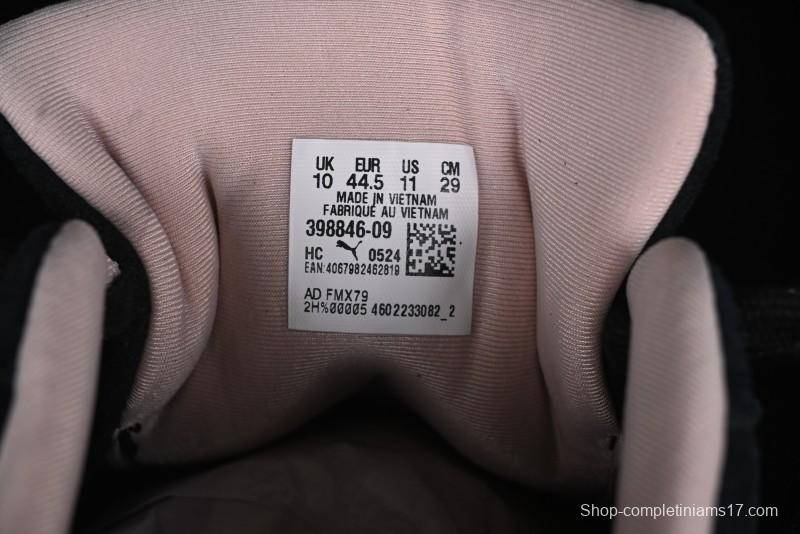 UK EUR US CM
10 44.5 11 29
MADE IN VIETNAM
FABRIQUÉ AU VIETNAM
398846-09
HC 0524
EAN:4067982462819
AD FMX79
2H%00005 4602233082_2
Shop-completiniams17.com